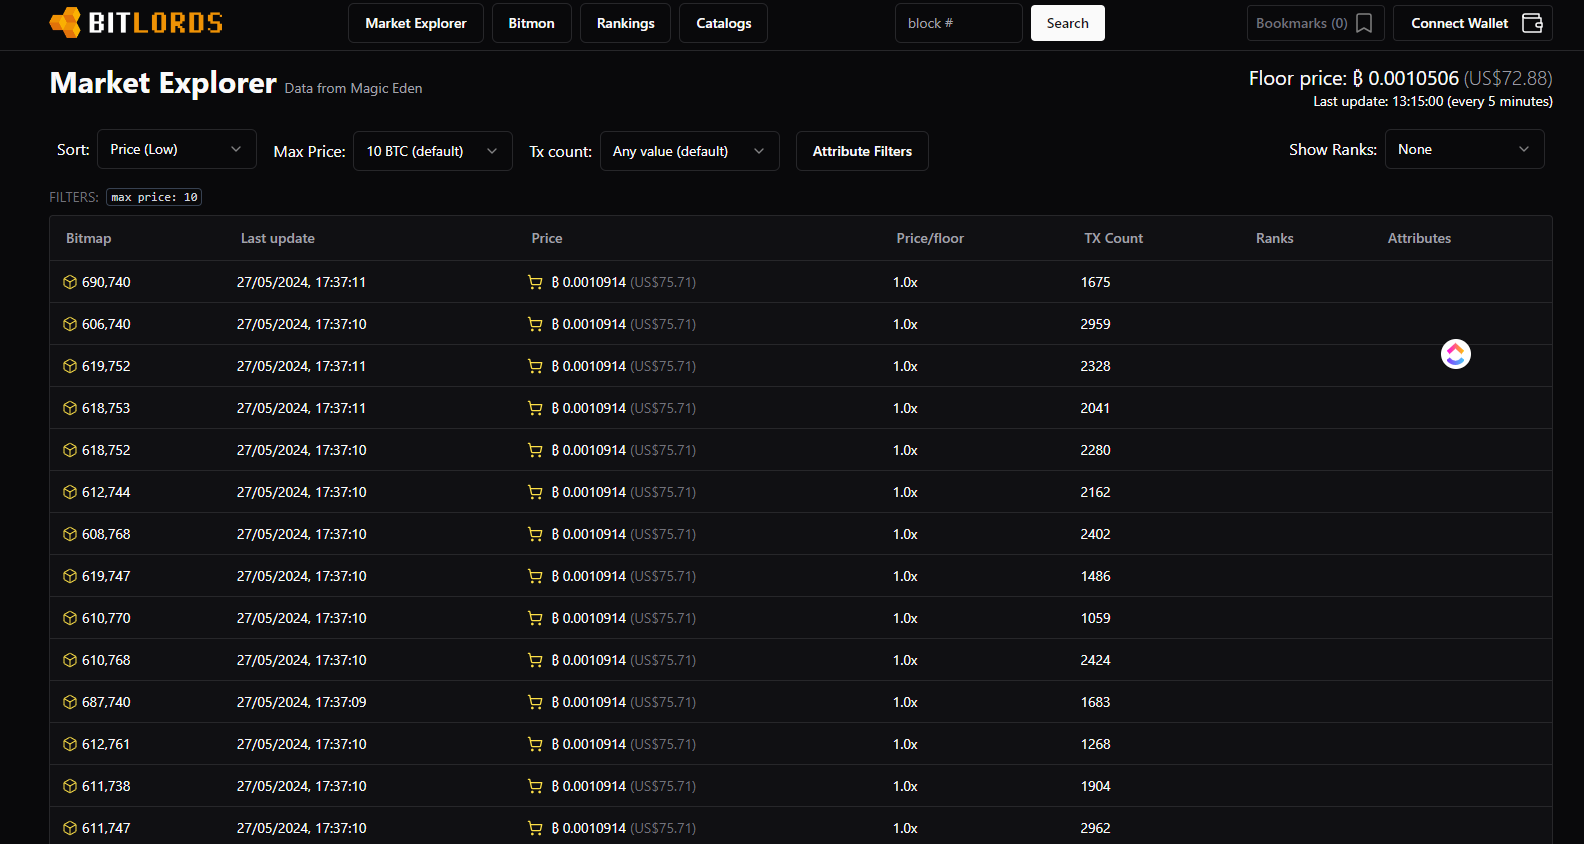 BITLORDS Market Explorer Bitmon Rankings Catalogs block # Search Bookmarks (0) Connect Wallet
Market Explorer Data from Magic Eden
Floor price: ₿ 0.0010506 (US$72.88)
Last update: 13:15:00 (every 5 minutes)
Sort: Price (Low) Max Price: 10 BTC (default) Tx count: Any value (default) Attribute Filters Show Ranks: None
FILTERS: max price: 10
Bitmap Last update Price Price/floor TX Count Ranks Attributes
690,740 27/05/2024, 17:37:11 ₿ 0.0010914 (US$75.71) 1.0x 1675
606,740 27/05/2024, 17:37:10 ₿ 0.0010914 (US$75.71) 1.0x 2959
619,752 27/05/2024, 17:37:11 ₿ 0.0010914 (US$75.71) 1.0x 2328
618,753 27/05/2024, 17:37:11 ₿ 0.0010914 (US$75.71) 1.0x 2041
618,752 27/05/2024, 17:37:10 ₿ 0.0010914 (US$75.71) 1.0x 2280
612,744 27/05/2024, 17:37:10 ₿ 0.0010914 (US$75.71) 1.0x 2162
608,768 27/05/2024, 17:37:10 ₿ 0.0010914 (US$75.71) 1.0x 2402
619,747 27/05/2024, 17:37:10 ₿ 0.0010914 (US$75.71) 1.0x 1486
610,770 27/05/2024, 17:37:10 ₿ 0.0010914 (US$75.71) 1.0x 1059
610,768 27/05/2024, 17:37:10 ₿ 0.0010914 (US$75.71) 1.0x 2424
687,740 27/05/2024, 17:37:09 ₿ 0.0010914 (US$75.71) 1.0x 1683
612,761 27/05/2024, 17:37:10 ₿ 0.0010914 (US$75.71) 1.0x 1268
611,738 27/05/2024, 17:37:10 ₿ 0.0010914 (US$75.71) 1.0x 1904
611,747 27/05/2024, 17:37:10 ₿ 0.0010914 (US$75.71) 1.0x 2962